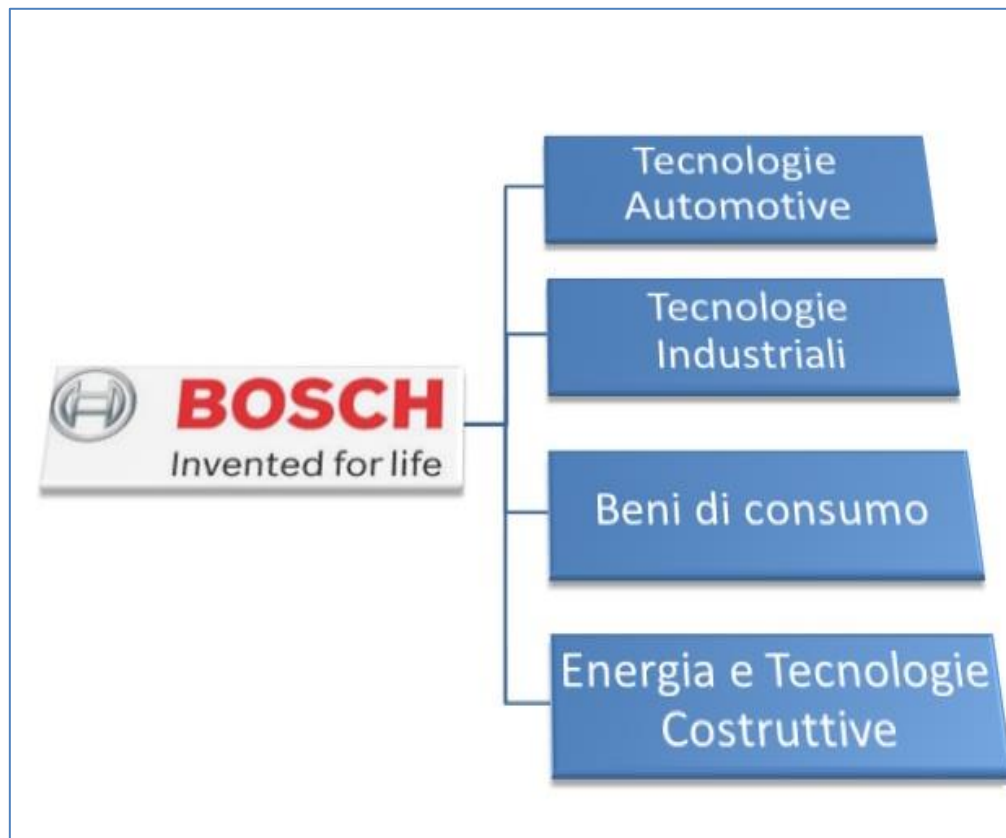 Tecnologie
Automotive
Tecnologie
Industriali
BOSCH
Invented for life
Beni di consumo
Energia e Tecnologie
Costruttive